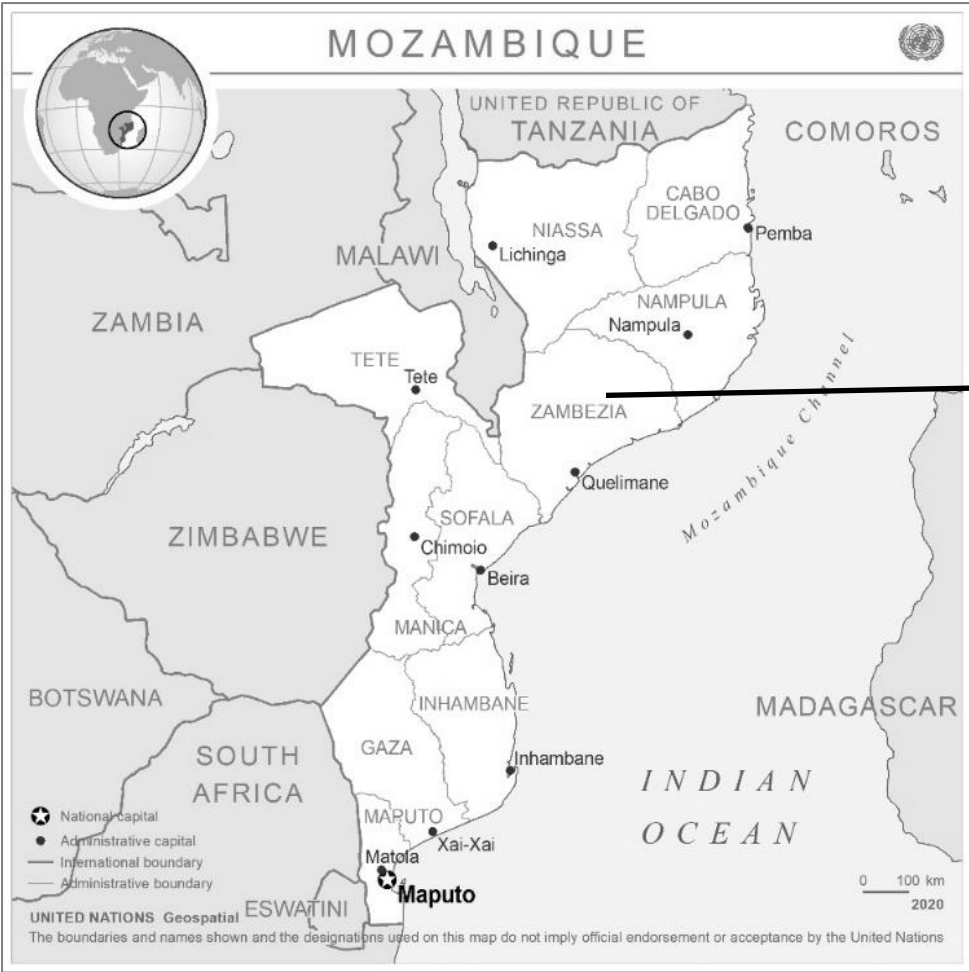 MOZAMBIQUE
UNITED REPUBLIC OF
TANZANIA
COMOROS
CABO
DELGADO
NIASSA
Pemba
MALAWI
Lichinga
NAMPULA
ZAMBIA
Nampula
TETE
Tete
ZAMBEZIA
Mozambique Channel
Quelimane
SOFALA
ZIMBABWE
Chimoio
Beira
MANICA
BOTSWANA
INHAMBANE
MADAGASCAR
GAZA
SOUTH
AFRICA
Inhambane
INDIAN
OCEAN
MAPUTO
Xai-Xai
Matola
Maputo
ESWATINI
National capital
Administrative capital
International boundary
Administrative boundary
0 100 km
2020
UNITED NATIONS Geospatial
The boundaries and names shown and the designations used on this map do not imply official endorsement or acceptance by the United Nations